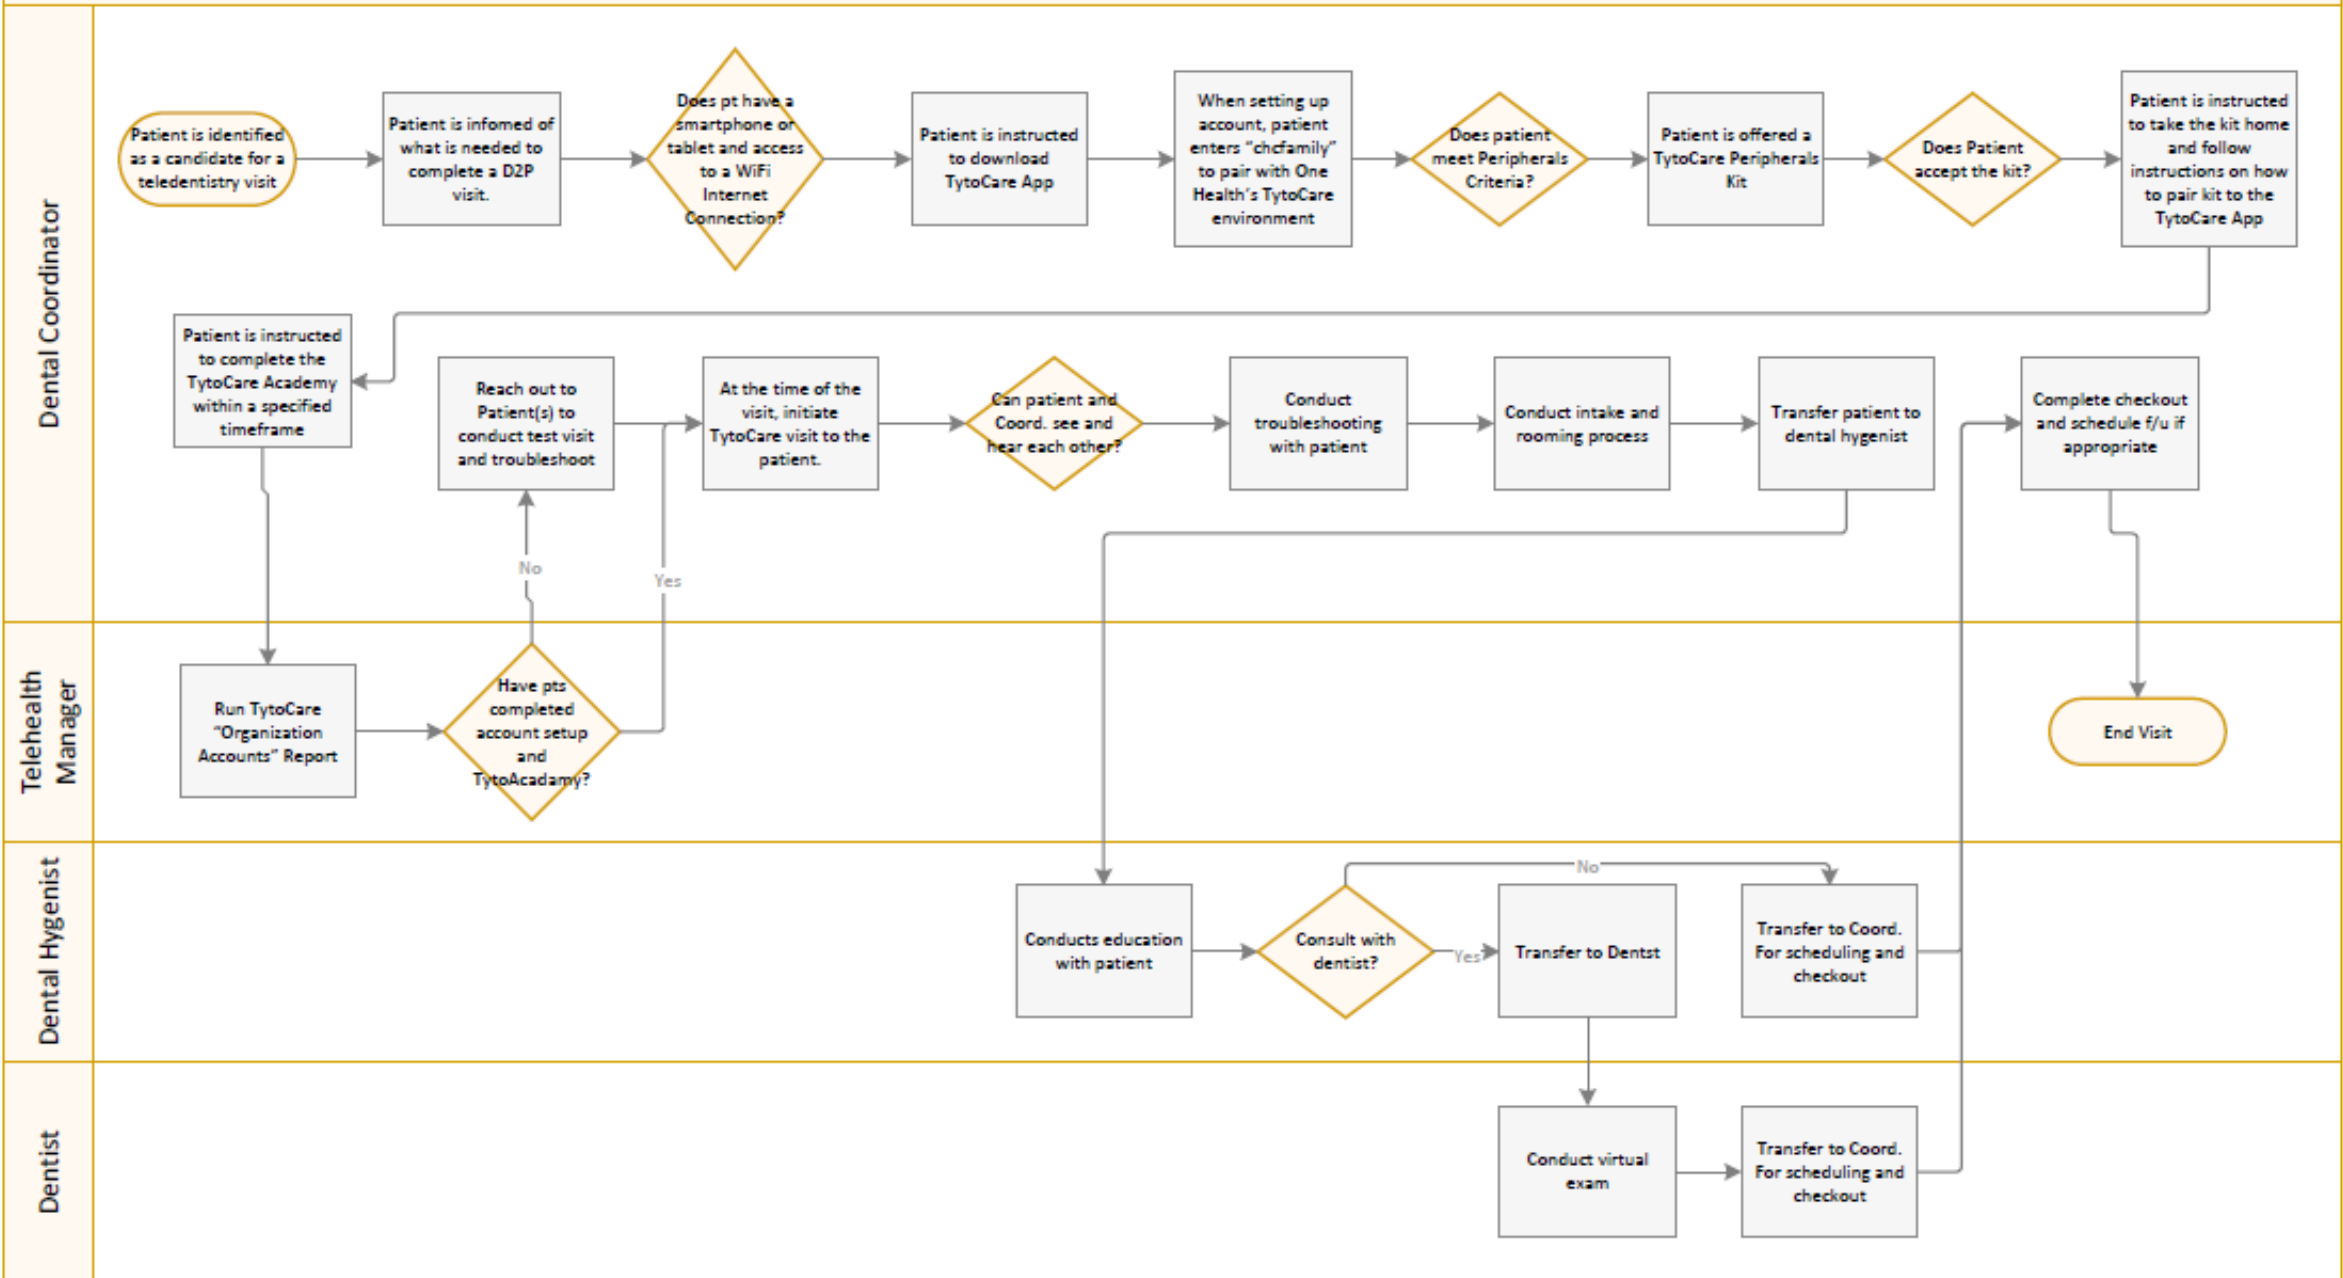 Dental Coordinator
Patient is identified
as a candidate for a
teledentistry visit
Patient is infomed of
what is needed to
complete a D2P
visit.
Does pt have a
smartphone or
tablet and access
to a WiFi
Internet
Connection?
Patient is instructed
to download
TytoCare App
When setting up
account, patient
enters “chcfamily”
to pair with One
Health’s TytoCare
environment
Does patient
meet Peripherals
Criteria?
Patient is offered a
TytoCare Peripherals
Kit
Does Patient
accept the kit?
Patient is instructed
to take the kit home
and follow
instructions on how
to pair kit to the
TytoCare App
Patient is instructed
to complete the
TytoCare Academy
within a specified
timeframe
Reach out to
Patient(s) to
conduct test visit
and troubleshoot
At the time of the
visit, initiate
TytoCare visit to the
patient.
Can patient and
Coord. see and
hear each other?
Conduct
troubleshooting
with patient
Conduct intake and
rooming process
Transfer patient to
dental hygenist
Complete checkout
and schedule f/u if
appropriate
No
Yes
Telehealth
Manager
Run TytoCare
“Organization
Accounts” Report
Have pts
completed
account setup
and
TytoAcadamy?
End Visit
Dental Hygenist
Conducts education
with patient
Consult with
dentist?
No
Yes
Transfer to Dentst
Transfer to Coord.
For scheduling and
checkout
Dentist
Conduct virtual
exam
Transfer to Coord.
For scheduling and
checkout